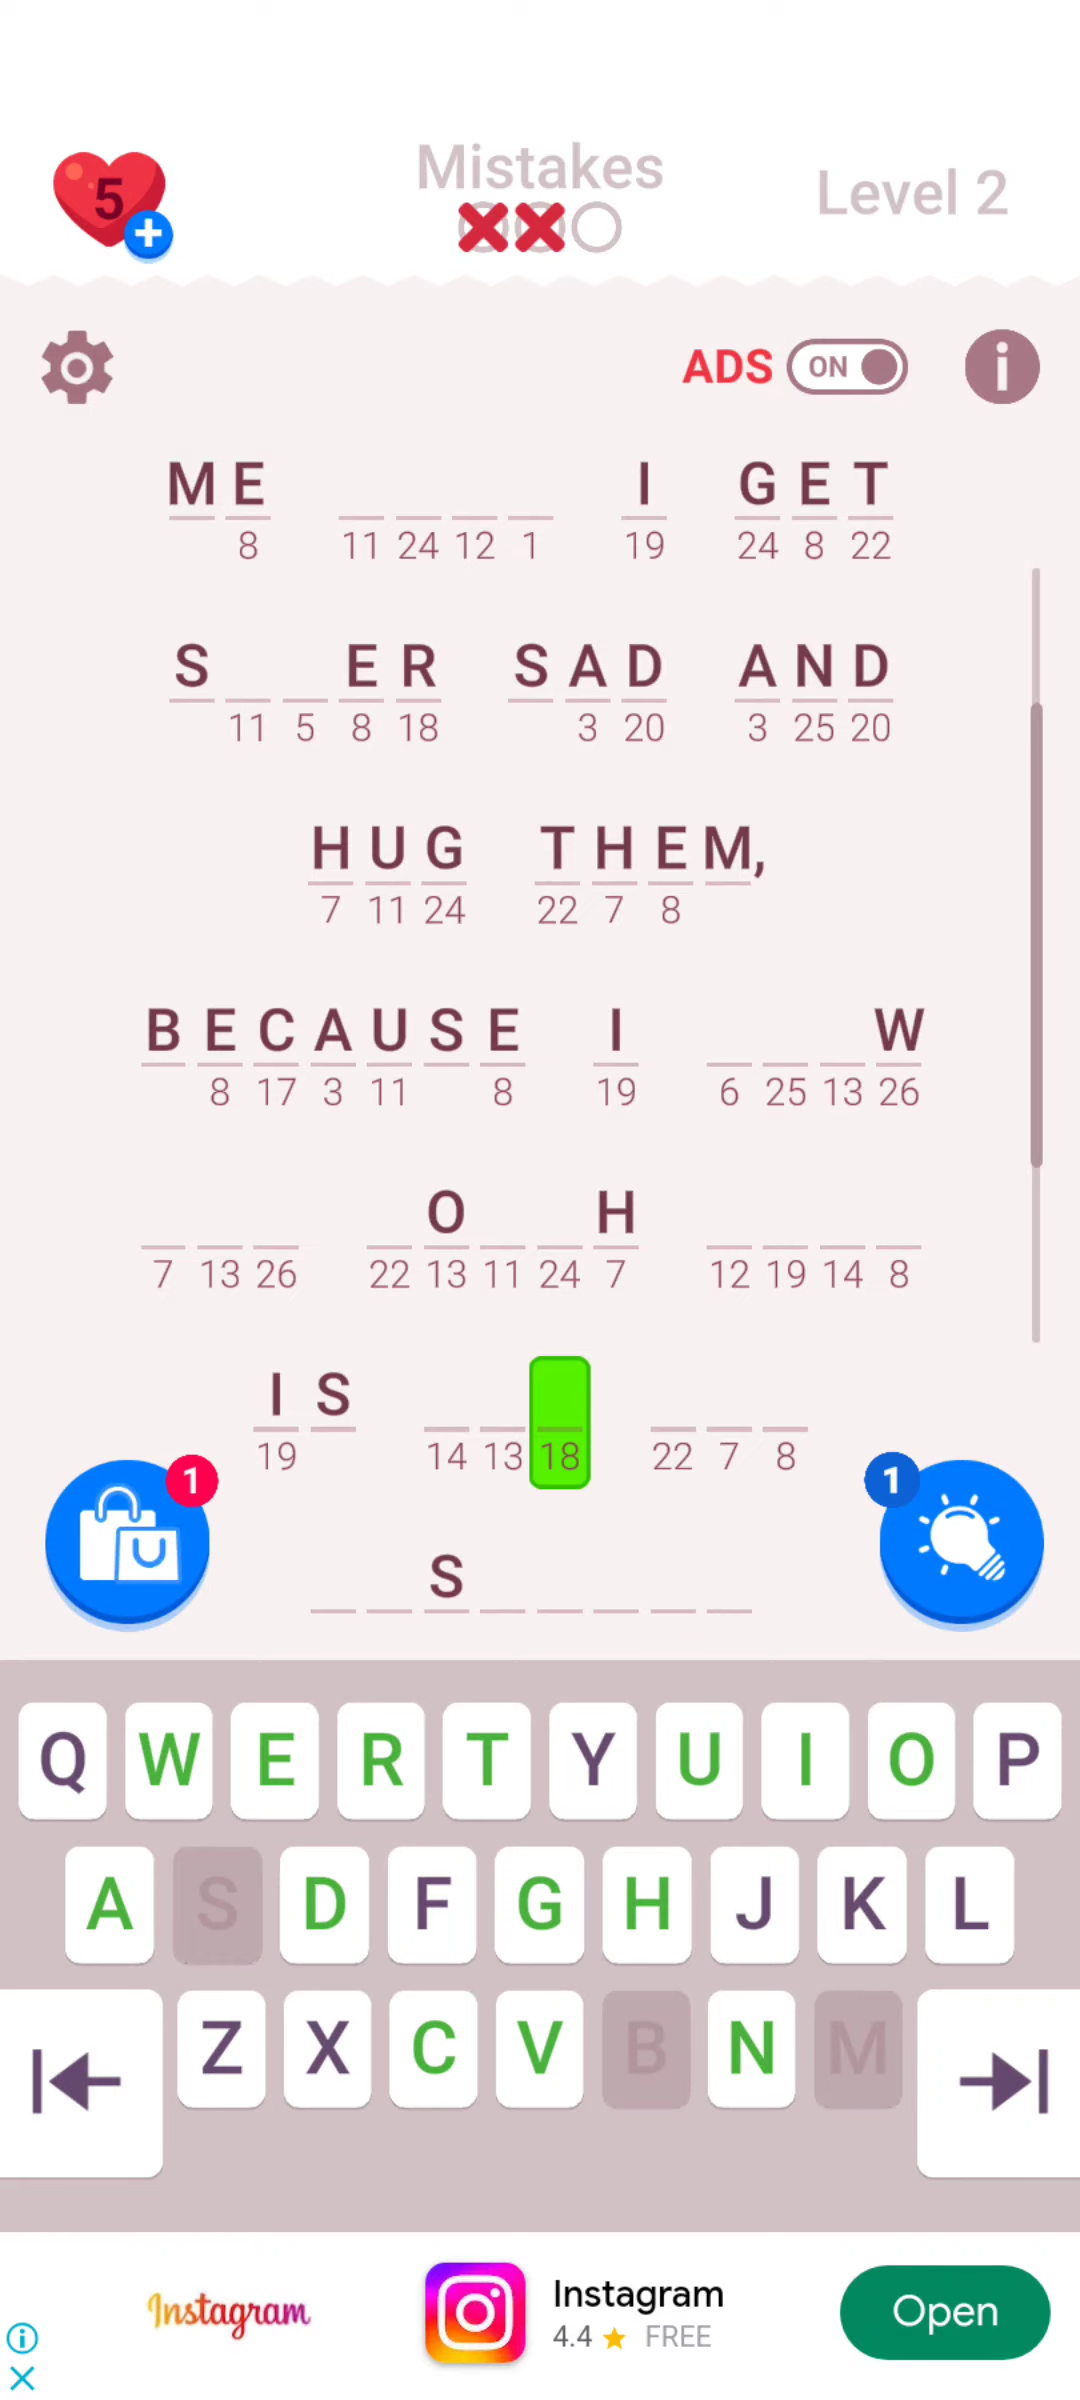 5
Mistakes
Level 2
ADS ON i
M E I G E T
8 11 24 12 1 19 24 8 22
S E R S A D A N D
11 5 8 18 3 20 3 25 20
H U G T H E M,
7 11 24 22 7 8
B E C A U S E I W
8 17 3 11 8 19 6 25 13 26
O H
7 13 26 22 13 11 24 7 12 19 14 8
I S
19 14 13 18 22 7 8
1 1
S
Q W E R T Y U I O P
A S D F G H J K L
Z X C V B N M
Instagram
Instagram
4.4 ★ FREE
Open